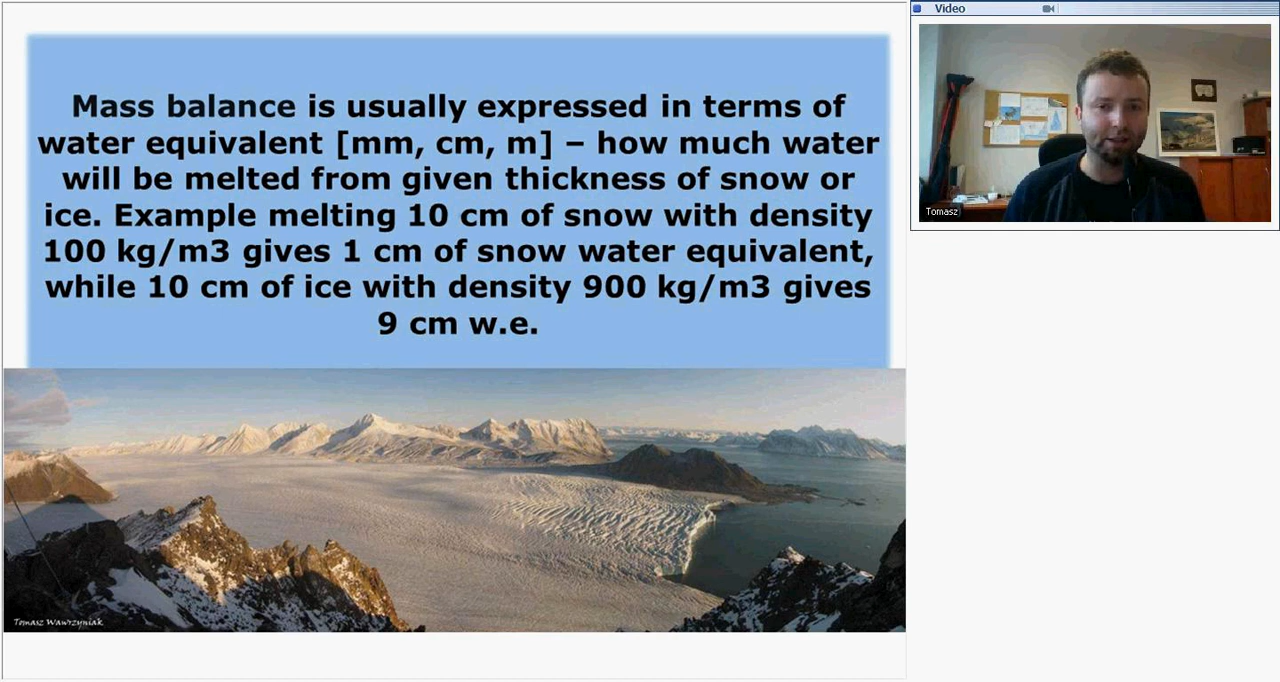 Mass balance is usually expressed in terms of
water equivalent [mm, cm, m] – how much water
will be melted from given thickness of snow or
ice. Example melting 10 cm of snow with density
100 kg/m3 gives 1 cm of snow water equivalent,
while 10 cm of ice with density 900 kg/m3 gives
9 cm w.e.
Tomasz Wawrzyniak
Video
Tomasz